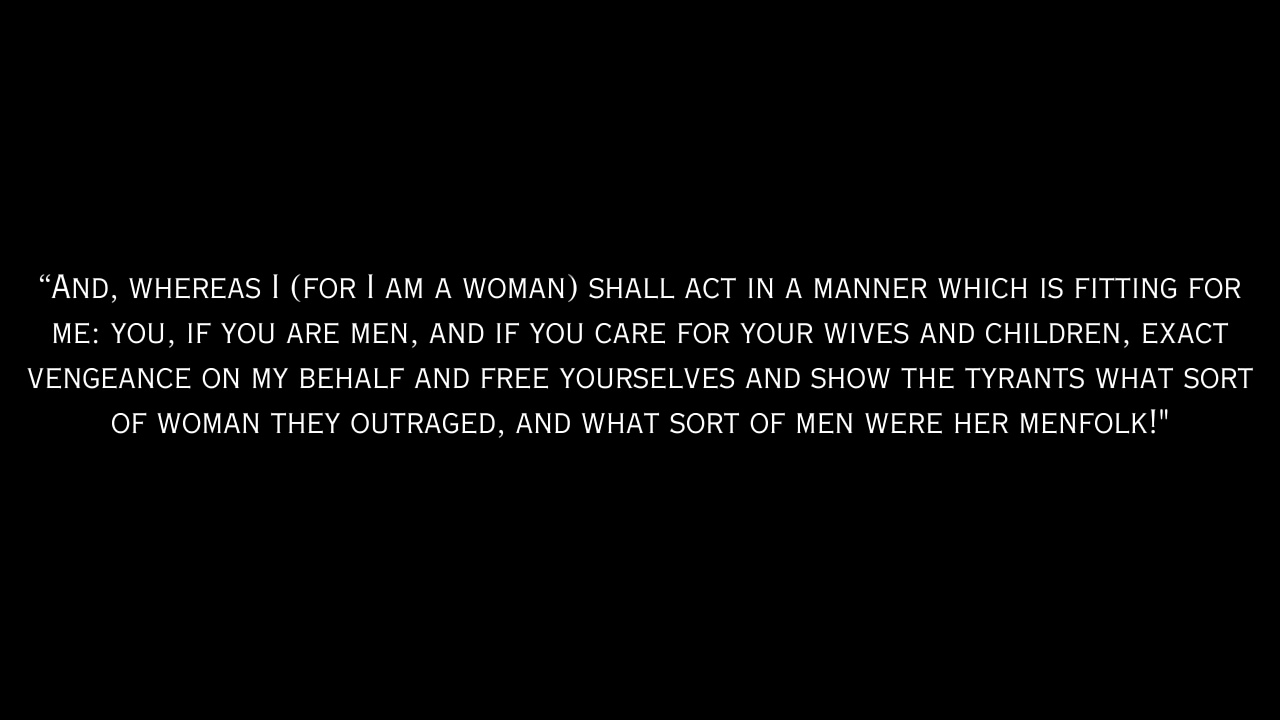 “And, whereas I (for I am a woman) shall act in a manner which is fitting for
me: you, if you are men, and if you care for your wives and children, exact
vengeance on my behalf and free yourselves and show the tyrants what sort
of woman they outraged, and what sort of men were her menfolk!"